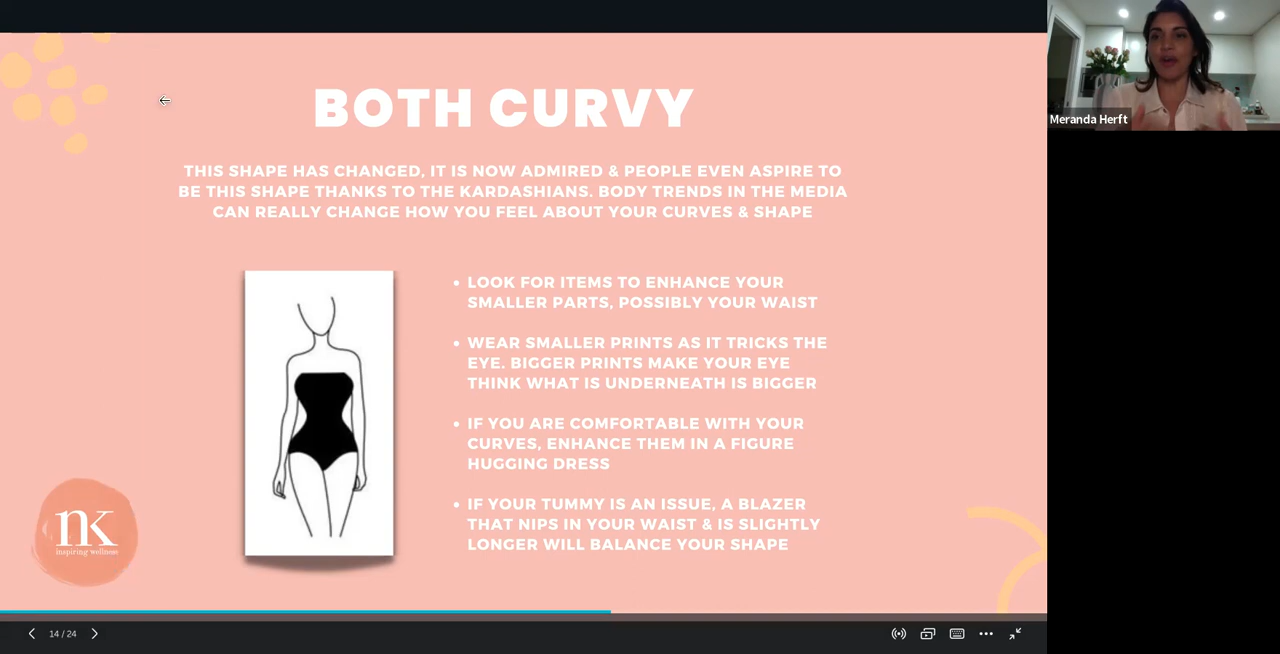 BOTH CURVY
THIS SHAPE HAS CHANGED, IT IS NOW ADMIRED & PEOPLE EVEN ASPIRE TO
BE THIS SHAPE THANKS TO THE KARDASHIANS. BODY TRENDS IN THE MEDIA
CAN REALLY CHANGE HOW YOU FEEL ABOUT YOUR CURVES & SHAPE
• LOOK FOR ITEMS TO ENHANCE YOUR
SMALLER PARTS, POSSIBLY YOUR WAIST
• WEAR SMALLER PRINTS AS IT TRICKS THE
EYE. BIGGER PRINTS MAKE YOUR EYE
THINK WHAT IS UNDERNEATH IS BIGGER
• IF YOU ARE COMFORTABLE WITH YOUR
CURVES, ENHANCE THEM IN A FIGURE
HUGGING DRESS
• IF YOUR TUMMY IS AN ISSUE, A BLAZER
THAT NIPS IN YOUR WAIST & IS SLIGHTLY
LONGER WILL BALANCE YOUR SHAPE
nk
inspiring wellness
14 / 24
Meranda Herft